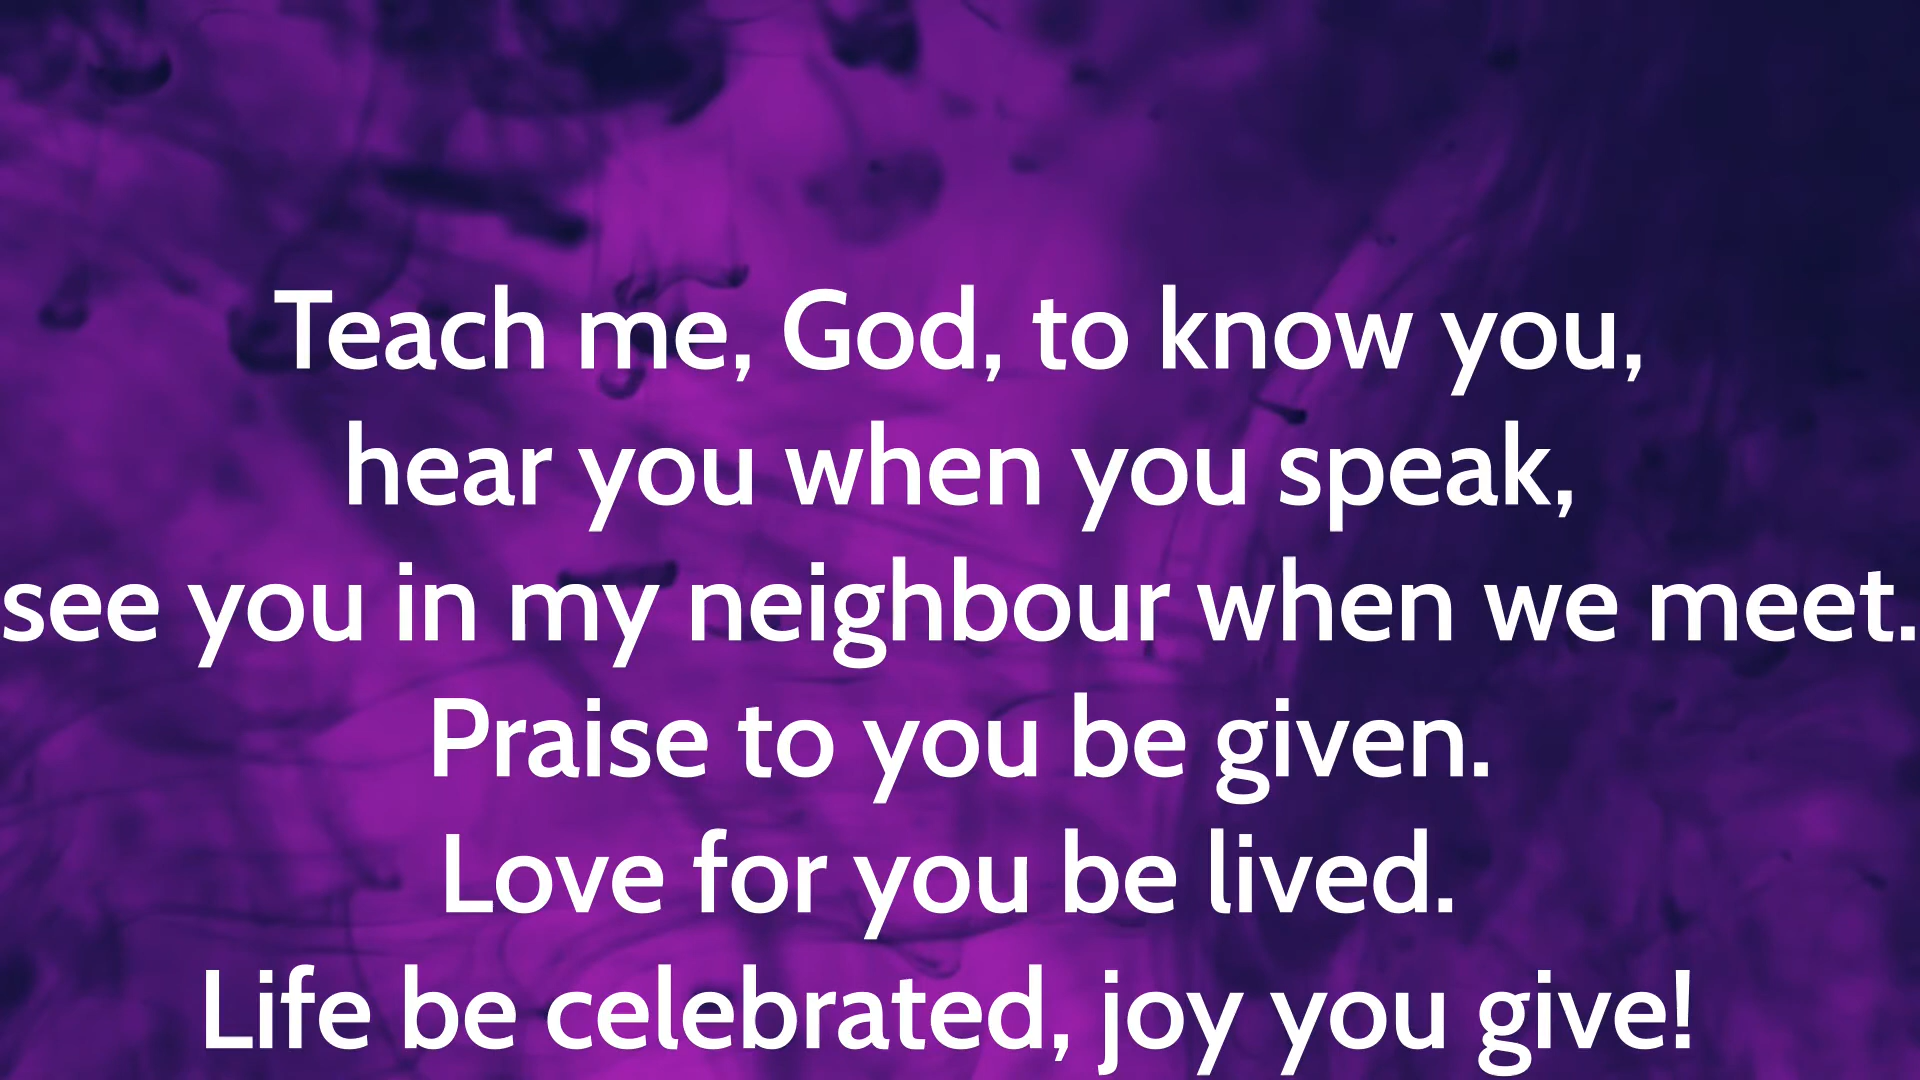 Teach me, God, to know you,
hear you when you speak,
see you in my neighbour when we meet.
Praise to you be given.
Love for you be lived.
Life be celebrated, joy you give!